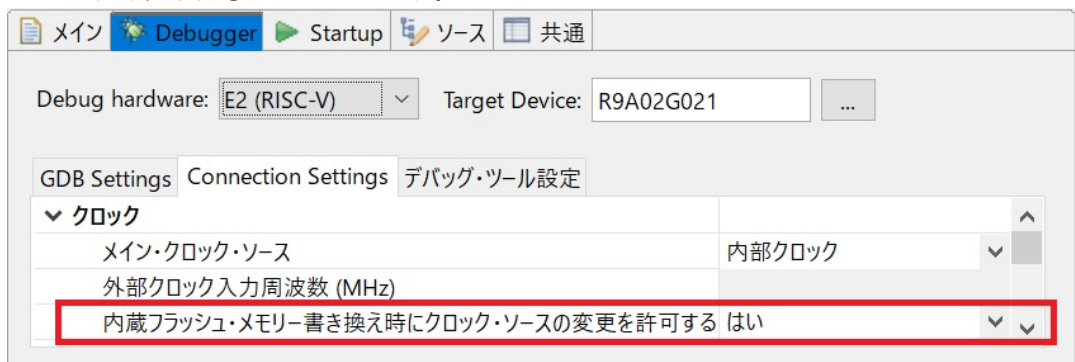 メイン Debugger Startup ソース 共通
Debug hardware: E2 (RISC-V) Target Device: R9A02G021 ...
GDB Settings Connection Settings デバッグ・ツール設定
クロック
メイン・クロック・ソース 内部クロック
外部クロック入力周波数 (MHz)
内蔵フラッシュ・メモリー書き換え時にクロック・ソースの変更を許可する はい